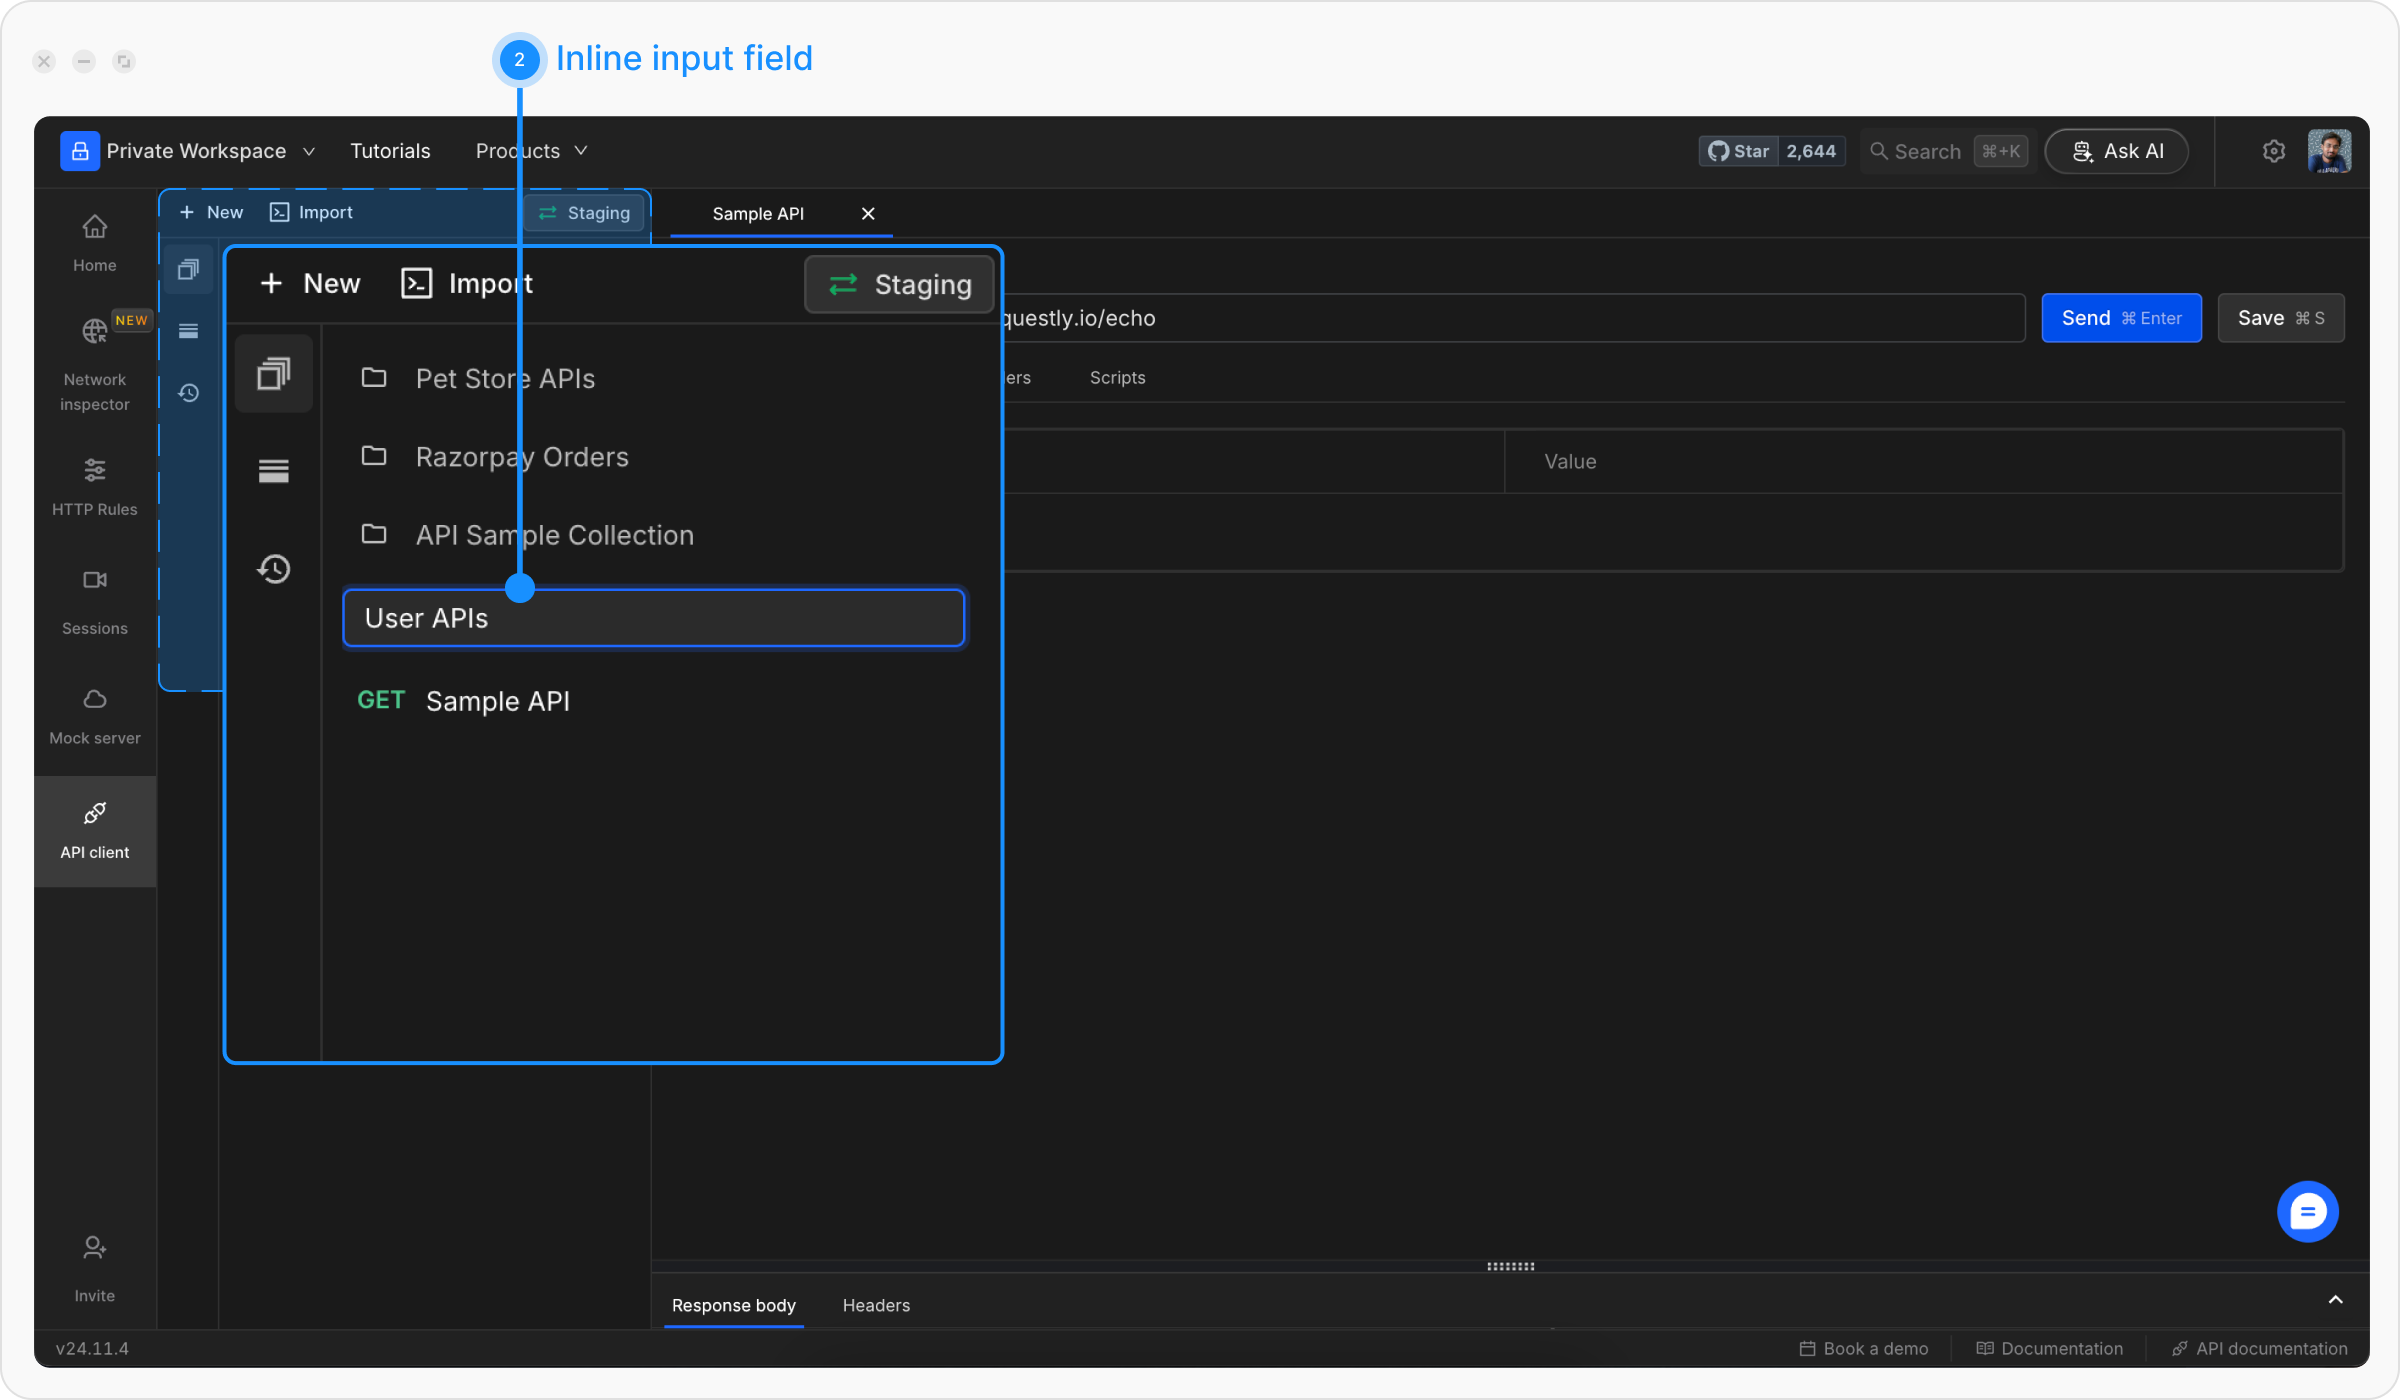 2 Inline input field
Private Workspace Tutorials Products
Star 2,644 Search ⌘+K Ask AI
New Import Staging
Sample API
Home
NEW
Network
inspector
HTTP Rules
Sessions
Mock server
API client
Invite
New Import Staging
Pet Store APIs
Razorpay Orders
API Sample Collection
User APIs
GET Sample API
questly.io/echo
Send ⌘ Enter Save ⌘ S
ers Scripts
Value
Response body Headers
v24.11.4
Book a demo Documentation API documentation